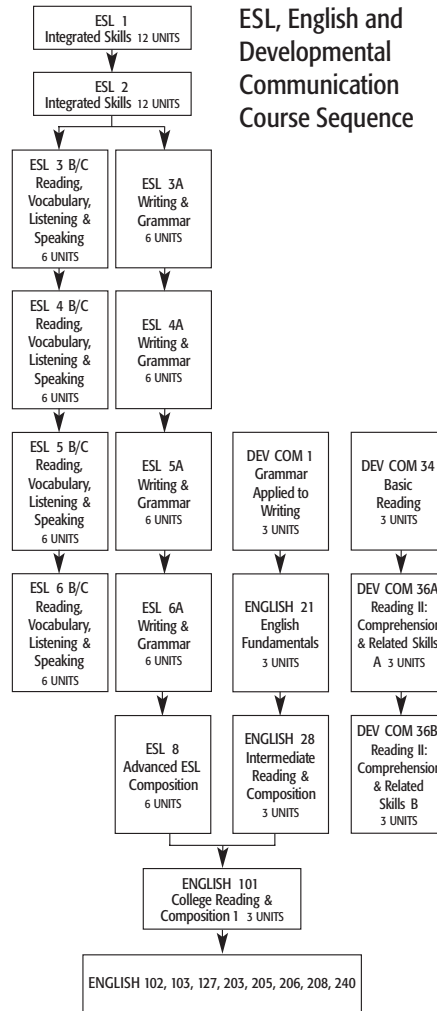 ESL, English and
Developmental
Communication
Course Sequence
ESL 1
Integrated Skills 12 UNITS
ESL 2
Integrated Skills 12 UNITS
ESL 3 B/C
Reading,
Vocabulary,
Listening &
Speaking
6 UNITS
ESL 3A
Writing &
Grammar
6 UNITS
ESL 4 B/C
Reading,
Vocabulary,
Listening &
Speaking
6 UNITS
ESL 4A
Writing &
Grammar
6 UNITS
ESL 5 B/C
Reading,
Vocabulary,
Listening &
Speaking
6 UNITS
ESL 5A
Writing &
Grammar
6 UNITS
DEV COM 1
Grammar
Applied to
Writing
3 UNITS
DEV COM 34
Basic
Reading
3 UNITS
ESL 6 B/C
Reading,
Vocabulary,
Listening &
Speaking
6 UNITS
ESL 6A
Writing &
Grammar
6 UNITS
ENGLISH 21
English
Fundamentals
3 UNITS
DEV COM 36A
Reading II:
Comprehension
& Related Skills
A 3 UNITS
ESL 8
Advanced ESL
Composition
6 UNITS
ENGLISH 28
Intermediate
Reading &
Composition
3 UNITS
DEV COM 36B
Reading II:
Comprehension
& Related
Skills B
3 UNITS
ENGLISH 101
College Reading &
Composition 1 3 UNITS
ENGLISH 102, 103, 127, 203, 205, 206, 208, 240